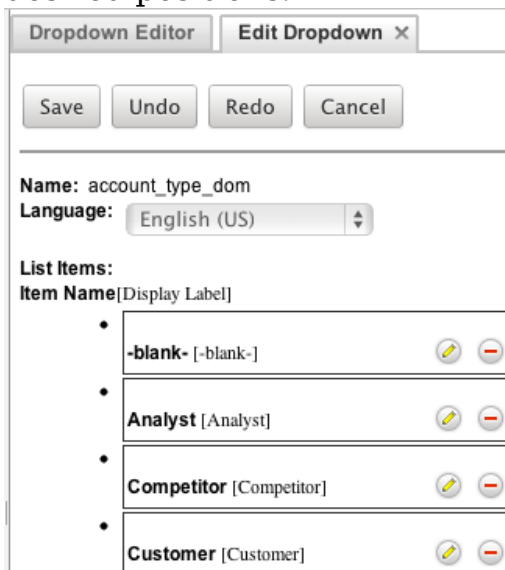 Dropdown Editor Edit Dropdown ×
Save Undo Redo Cancel
Name: account_type_dom
Language: English (US)
List Items:
Item Name[Display Label]
-blank- [-blank-]
Analyst [Analyst]
Competitor [Competitor]
Customer [Customer]